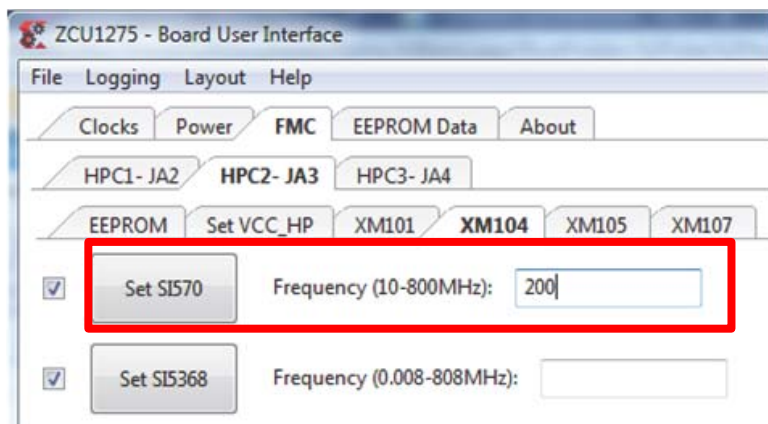 ZCU1275 - Board User Interface
File Logging Layout Help
Clocks Power FMC EEPROM Data About
HPC1- JA2 HPC2- JA3 HPC3- JA4
EEPROM Set VCC_HP XM101 XM104 XM105 XM107
Set SI570 Frequency (10-800MHz): 200
Set SI5368 Frequency (0.008-808MHz):